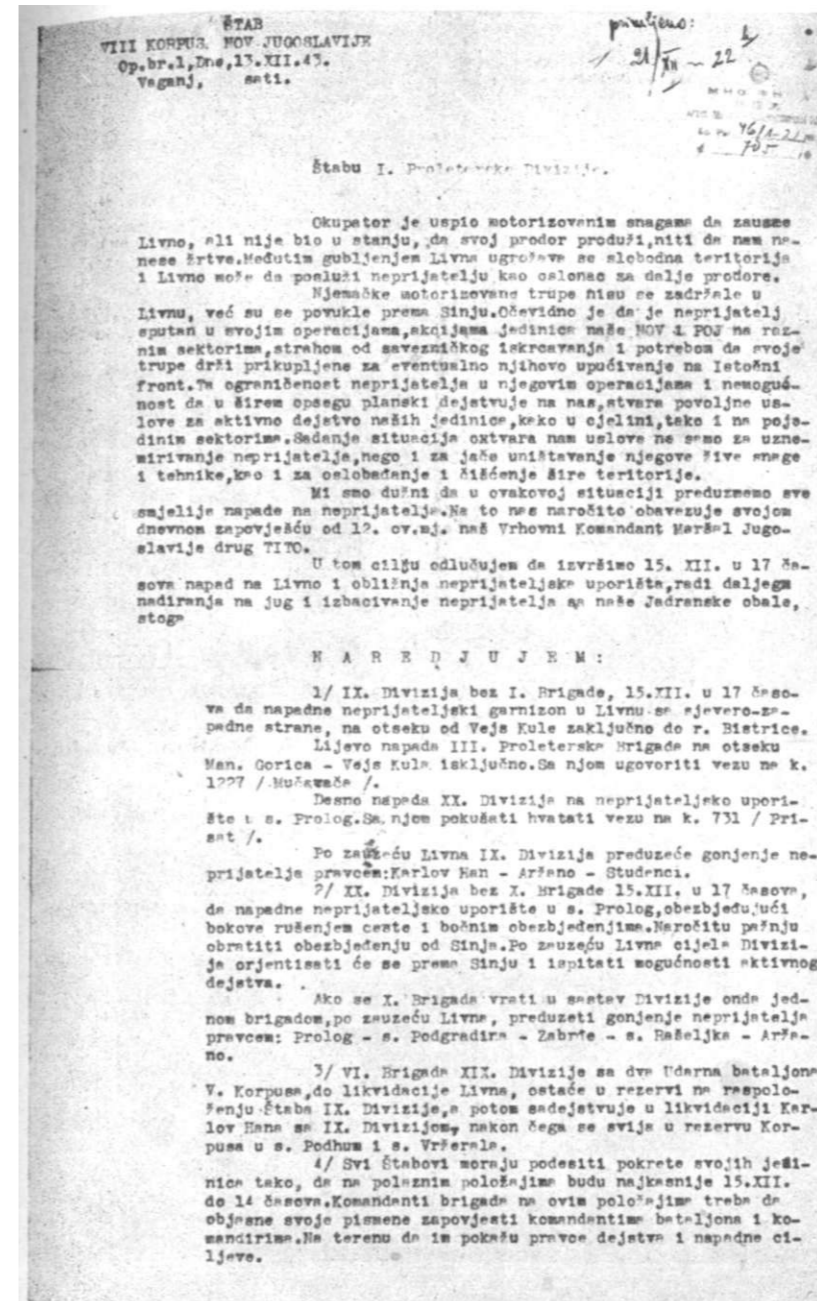 ŠTAB
VIII KORPUS NOV JUGOSLAVIJE
Op.br.1,Dne,13.XII.43.
Vaganj,     sati.
primljeno:
21/XII - 22
46/1-2
705
Štabu I. Proleterske Divizije.
Okupator je uspio motorizovanim snagama da zauzme
Livno, ali nije bio u stanju, da svoj prodor produži,niti da nam na-
nese žrtve.Međutim gubljenjem Livna ugrožava se slobodna teritorija
i Livno može da posluži neprijatelju kao oslonac za dalje prodore.
Njemačke motorizovane trupe nisu se zadržale u
Livnu, već su se povukle prema Sinju.Očevidno je da je neprijatelj
sputan u svojim operacijama,akcijama jedinica naše NOV i POJ na raz-
nim sektorima,strahom od savezničkog iskrcavanja i potrebom da svoje
trupe drži prikupljene za eventualno njihovo upućivanje na Istočni
front.Ta ograničenost neprijatelja u njegovim operacijama i nemoguć-
nost da u širem opsegu planski dejstvuje na nas,stvara povoljne us-
love za aktivno dejstvo naših jedinica,kako u cjelini,tako i na poje-
dinim sektorima.Sadanja situacija oxtvara nam uslove ne samo za uzne-
mirivanje neprijatelja,nego i za jače uništavanje njegove žive snage
i tehnike,kao i za oslobađanje i čišćenje šire teritorije.
Mi smo dužni da u ovakovoj situaciji preduzmemo sve
smjelije napade na neprijatelja.Na to nas naročito obavezuje svojom
dnevnom zapovješću od 12. ov.mj. naš Vrhovni Komandant Maršal Jugo-
slavije drug TITO.
U tom cilju odlučujem da izvršimo 15. XII. u 17 ča-
sova napad na Livno i obližnja neprijateljska uporišta,radi daljega
nadiranja na jug i izbacivanje neprijatelja sa naše Jadranske obale,
stoga
N A R E D J U J E M :
1/ IX. Divizija bez I. Brigade, 15.XII. u 17 časo-
va da napadne neprijateljski garnizon u Livnu sa sjevero-za-
padne strane, na otseku od Vejs Kule zaključno do r. Bistrice.
Lijevo napada III. Proleterska Brigada na otseku
Man. Gorica - Vejs Kula isključno.Sa njom ugovoriti vezu na k.
1227 / Mučavača /.
Desno napada XX. Divizija na neprijateljsko upori-
šte u s. Prolog.Sa njom pokušati hvatati vezu na k. 731 / Pri-
sat /.
Po zauzeću Livna IX. Divizija preduzeće gonjenje ne-
prijatelja pravcem:Karlov Han - Aržano - Studenci.
2/ XX. Divizija bez X. Brigade 15.XII. u 17 časova,
da napadne neprijateljsko uporište u s. Prolog,obezbjeđujući
bokove rušenjem ceste i bočnim obezbjeđenjima.Naročitu pažnju
obratiti obezbjeđenju od Sinja.Po zauzeću Livna cijela Divizi-
ja orjentisati će se prema Sinju i ispitati mogućnosti aktivnog
dejstva.
Ako se X. Brigada vrati u sastav Divizije onda jed-
nom brigadom,po zauzeću Livna, preduzeti gonjenje neprijatelja
pravcem: Prolog - s. Podgradina - Zabrđe - s. Rašeljka - Arža-
no.
3/ VI. Brigada XIX. Divizije sa dva Udarna bataljona
V. Korpusa,do likvidacije Livna, ostaće u rezervi na raspolo-
ženju Štaba IX. Divizije,a potom sadejstvuje u likvidaciji Kar-
lov Hana sa IX. Divizijom, nakon čega se svija u rezervu Kor-
pusa u s. Podhum i s. Vržerala.
4/ Svi Štabovi moraju podesiti pokrete svojih jedi-
nica tako, da na polaznim položajima budu najkasnije 15.XII.
do 14 časova.Komandanti brigada na ovim položajima treba da
objasne svoje pismene zapovjesti komandantima bataljona i ko-
mandirima.Na terenu da im pokažu pravce dejstva i napadne ci-
ljeve.